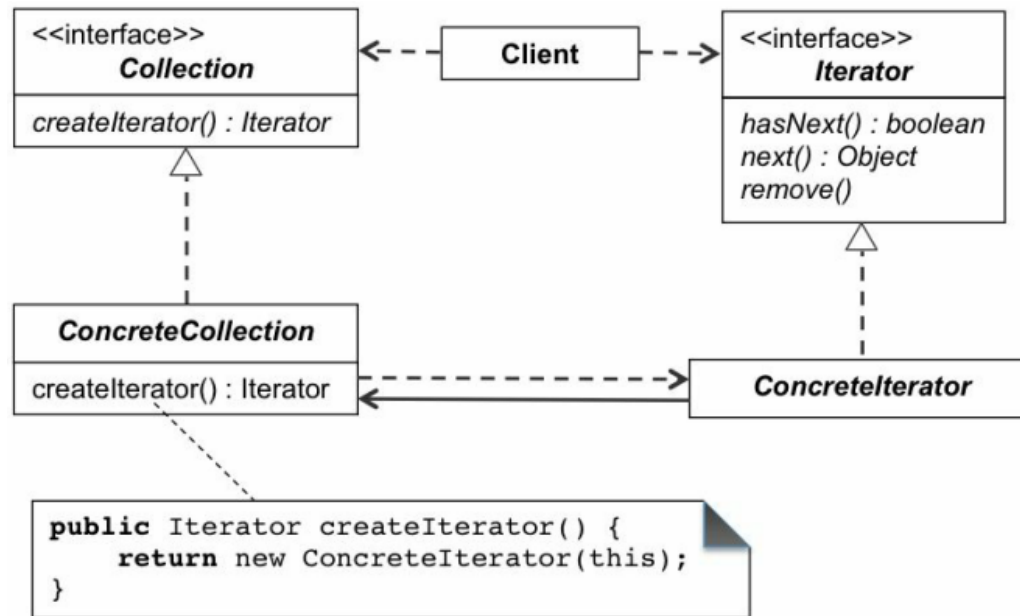 <<interface>>
Collection
createIterator() : Iterator
Client
<<interface>>
Iterator
hasNext() : boolean
next() : Object
remove()
ConcreteCollection
createIterator() : Iterator
ConcreteIterator
public Iterator createIterator() {
    return new ConcreteIterator(this);
}